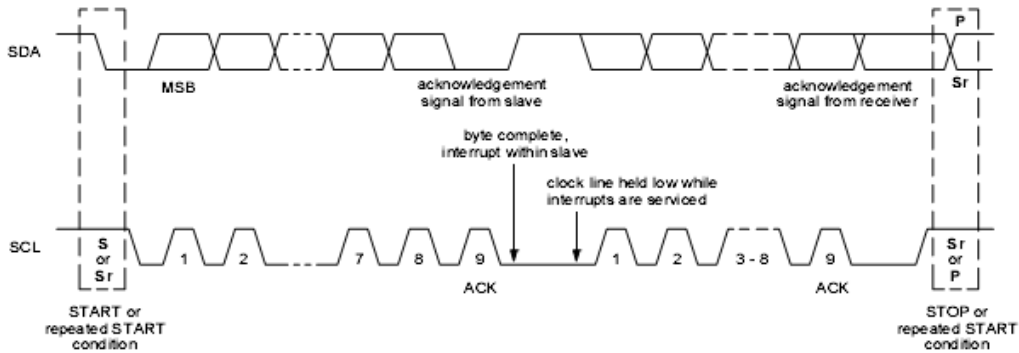 P
SDA
MSB
acknowledgement
signal from slave
acknowledgement
signal from receiver
Sr
byte complete,
interrupt within slave
clock line held low while
interrupts are serviced
SCL
S
or
Sr
1
2
7
8
9
1
2
3 - 8
9
Sr
or
P
ACK
ACK
START or
repeated START
condition
STOP or
repeated START
condition